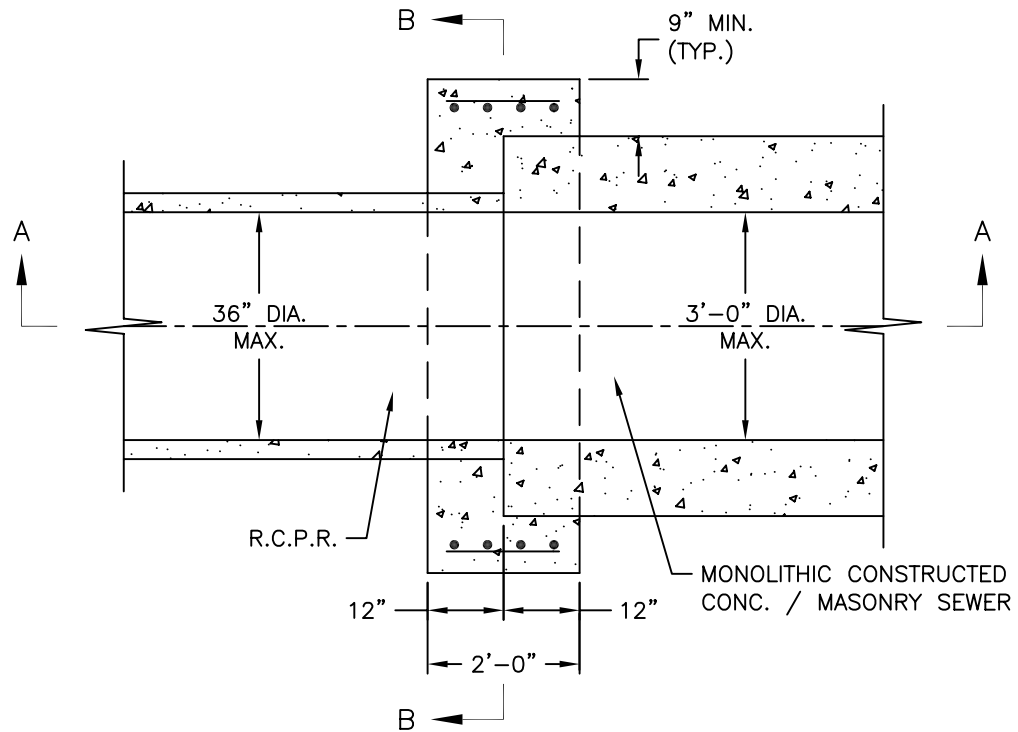 B
9” MIN.
(TYP.)
A
A
36” DIA.
MAX.
3’-0” DIA.
MAX.
R.C.P.R.
MONOLITHIC CONSTRUCTED
CONC. / MASONRY SEWER
12”
12”
2’-0”
B